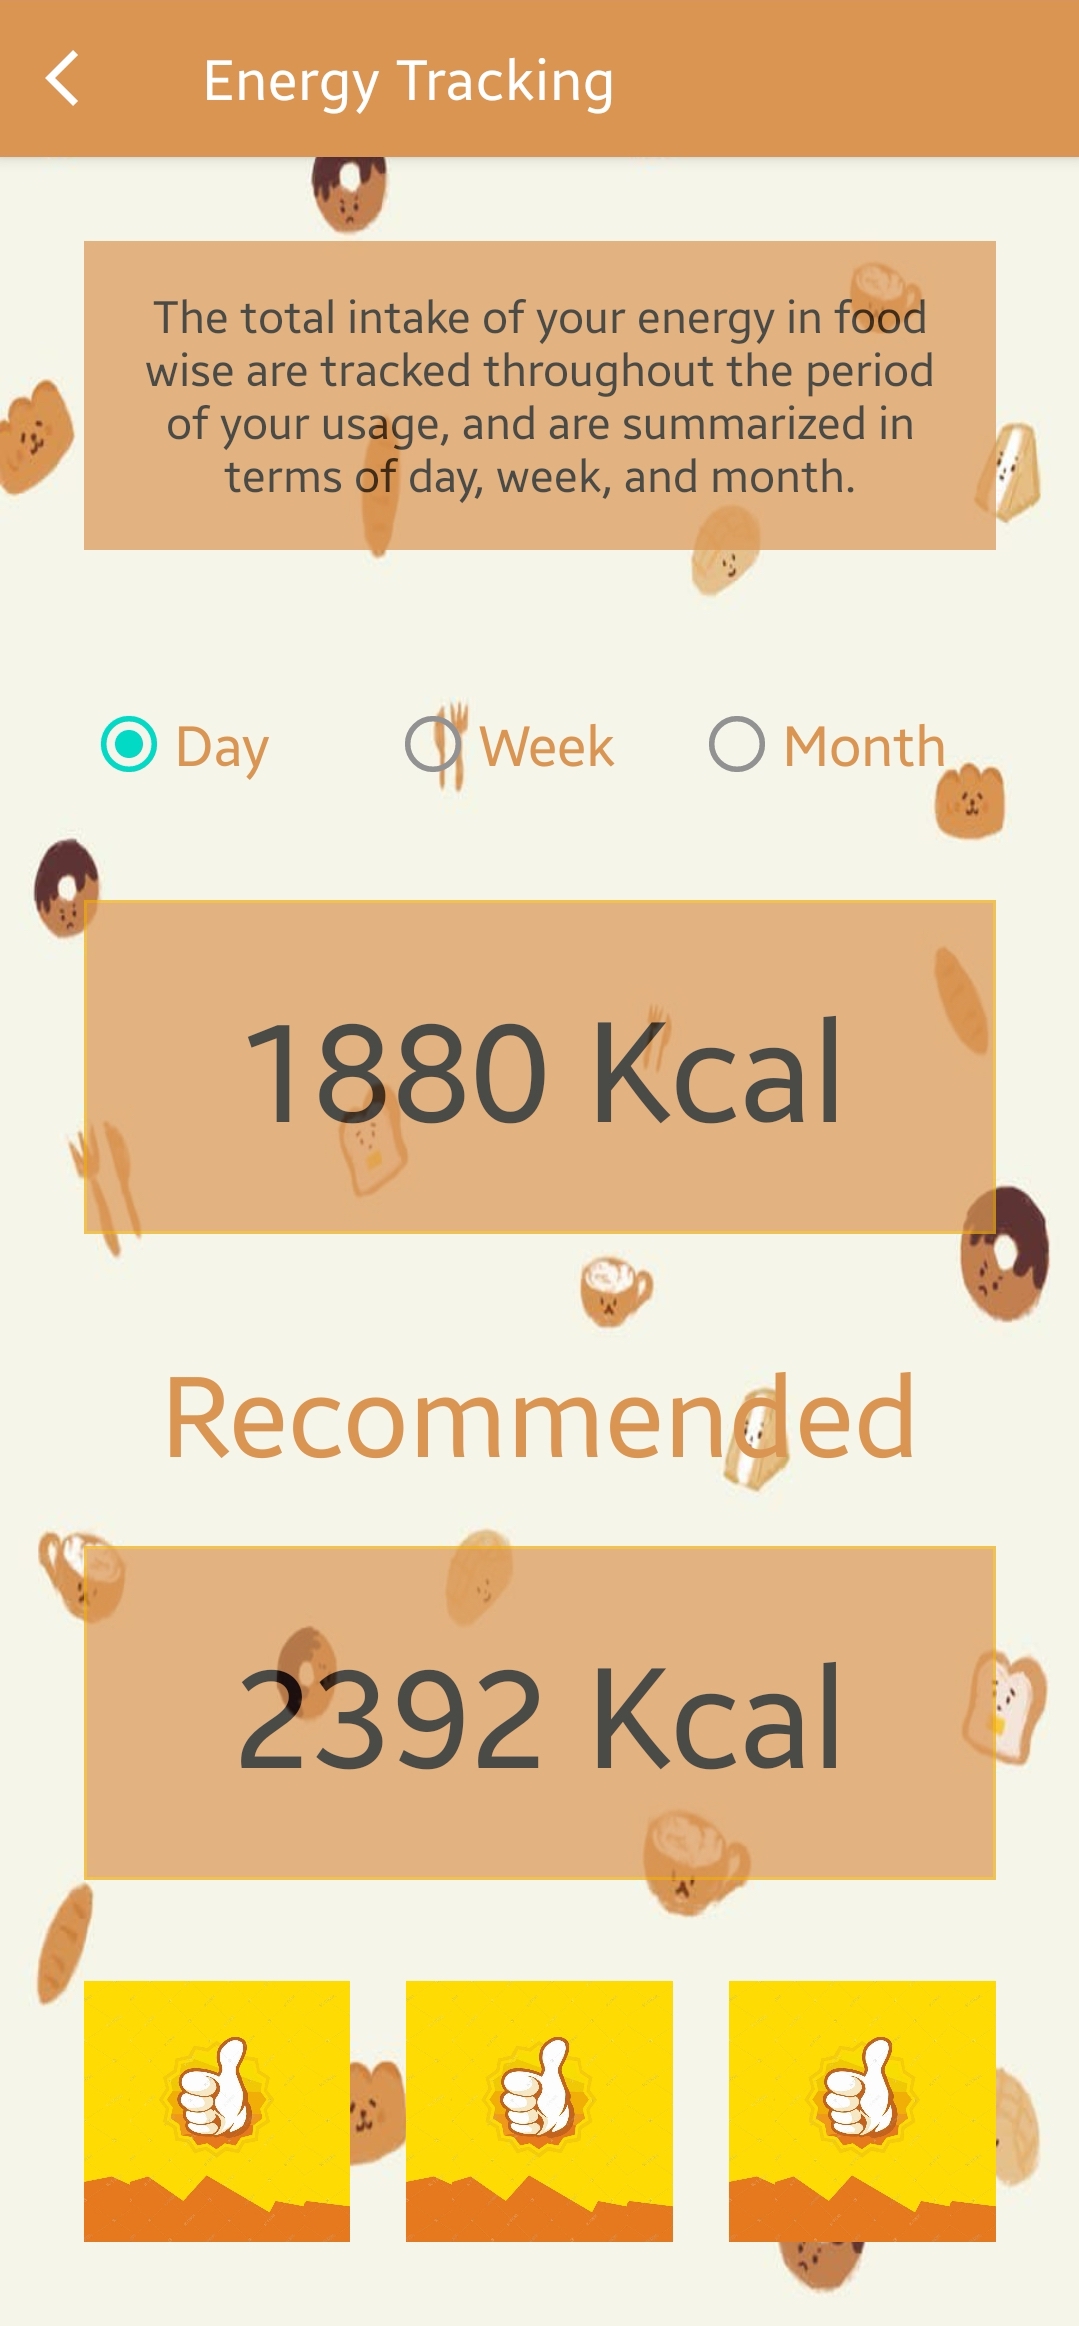 Energy Tracking
The total intake of your energy in food
wise are tracked throughout the period
of your usage, and are summarized in
terms of day, week, and month.
Day Week Month
1880 Kcal
Recommended
2392 Kcal